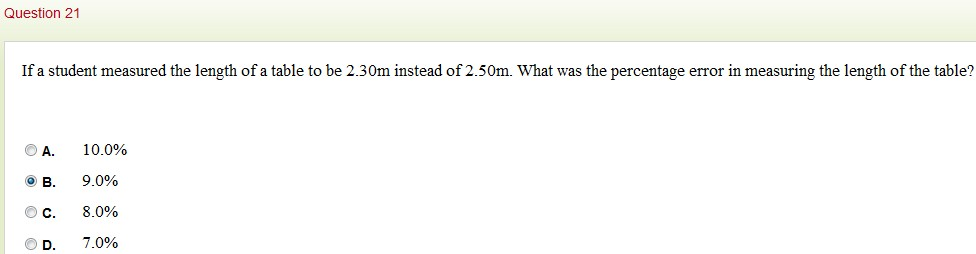 Question 21
If a student measured the length of a table to be 2.30m instead of 2.50m. What was the percentage error in measuring the length of the table?
A. 10.0%
B. 9.0%
C. 8.0%
D. 7.0%